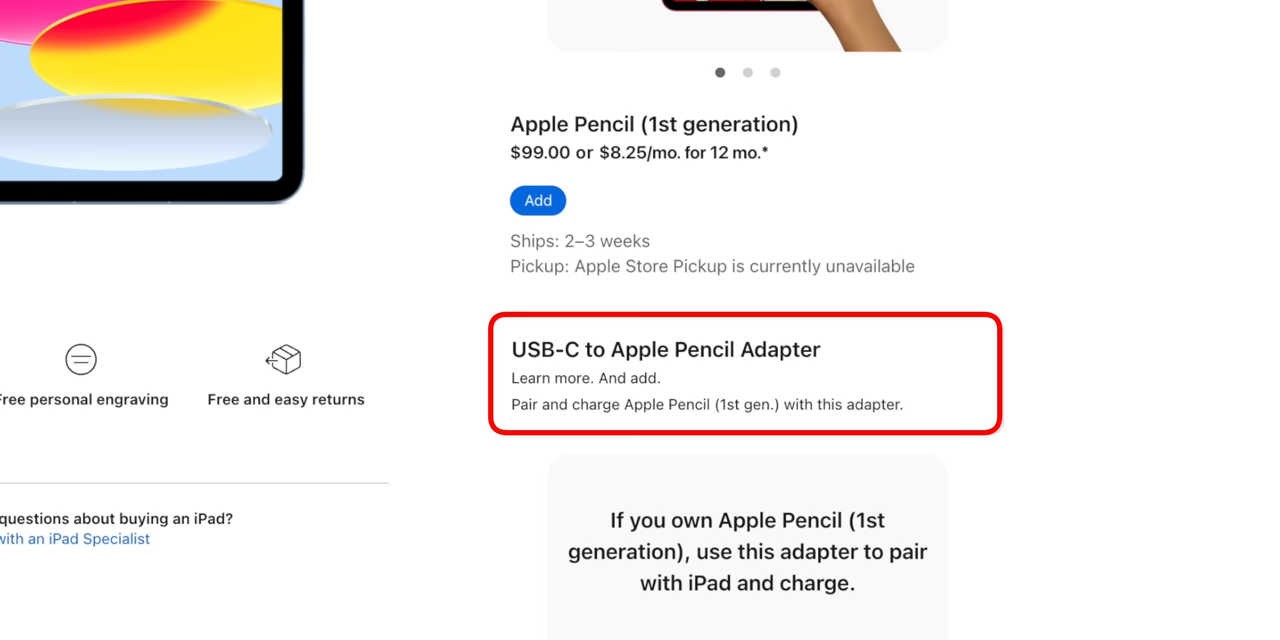 Apple Pencil (1st generation)
$99.00 or $8.25/mo. for 12 mo.*
Add
Ships: 2–3 weeks
Pickup: Apple Store Pickup is currently unavailable
USB-C to Apple Pencil Adapter
Learn more. And add.
Pair and charge Apple Pencil (1st gen.) with this adapter.
If you own Apple Pencil (1st
generation), use this adapter to pair
with iPad and charge.
Free personal engraving
Free and easy returns
questions about buying an iPad?
with an iPad Specialist